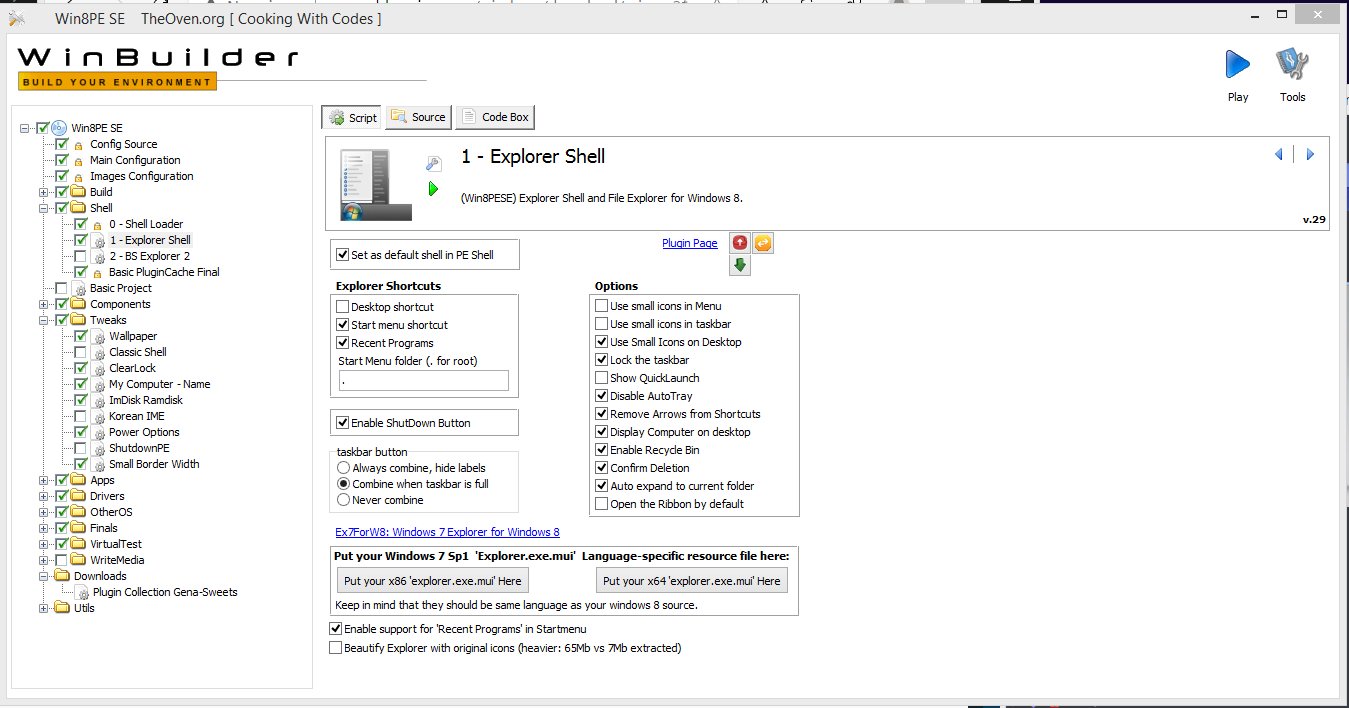 Win8PE SE TheOven.org [ Cooking With Codes ]
WinBuilder
BUILD YOUR ENVIRONMENT
Play
Tools
Win8PE SE
Config Source
Main Configuration
Images Configuration
Build
Shell
0 - Shell Loader
1 - Explorer Shell
2 - BS Explorer 2
Basic PluginCache Final
Basic Project
Components
Tweaks
Wallpaper
Classic Shell
ClearLock
My Computer - Name
ImDisk Ramdisk
Korean IME
Power Options
ShutdownPE
Small Border Width
Apps
Drivers
OtherOS
Finals
VirtualTest
WriteMedia
Downloads
Plugin Collection Gena-Sweets
Utils
Script
Source
Code Box
1 - Explorer Shell
(Win8PESE) Explorer Shell and File Explorer for Windows 8.
v.29
Set as default shell in PE Shell
Plugin Page
Explorer Shortcuts
Desktop shortcut
Start menu shortcut
Recent Programs
Start Menu folder (. for root)
.
Enable ShutDown Button
taskbar button
Always combine, hide labels
Combine when taskbar is full
Never combine
Options
Use small icons in Menu
Use small icons in taskbar
Use Small Icons on Desktop
Lock the taskbar
Show QuickLaunch
Disable AutoTray
Remove Arrows from Shortcuts
Display Computer on desktop
Enable Recycle Bin
Confirm Deletion
Auto expand to current folder
Open the Ribbon by default
Ex7ForW8: Windows 7 Explorer for Windows 8
Put your Windows 7 Sp1 'Explorer.exe.mui' Language-specific resource file here:
Put your x86 'explorer.exe.mui' Here
Put your x64 'explorer.exe.mui' Here
Keep in mind that they should be same language as your windows 8 source.
Enable support for 'Recent Programs' in Startmenu
Beautify Explorer with original icons (heavier: 65Mb vs 7Mb extracted)